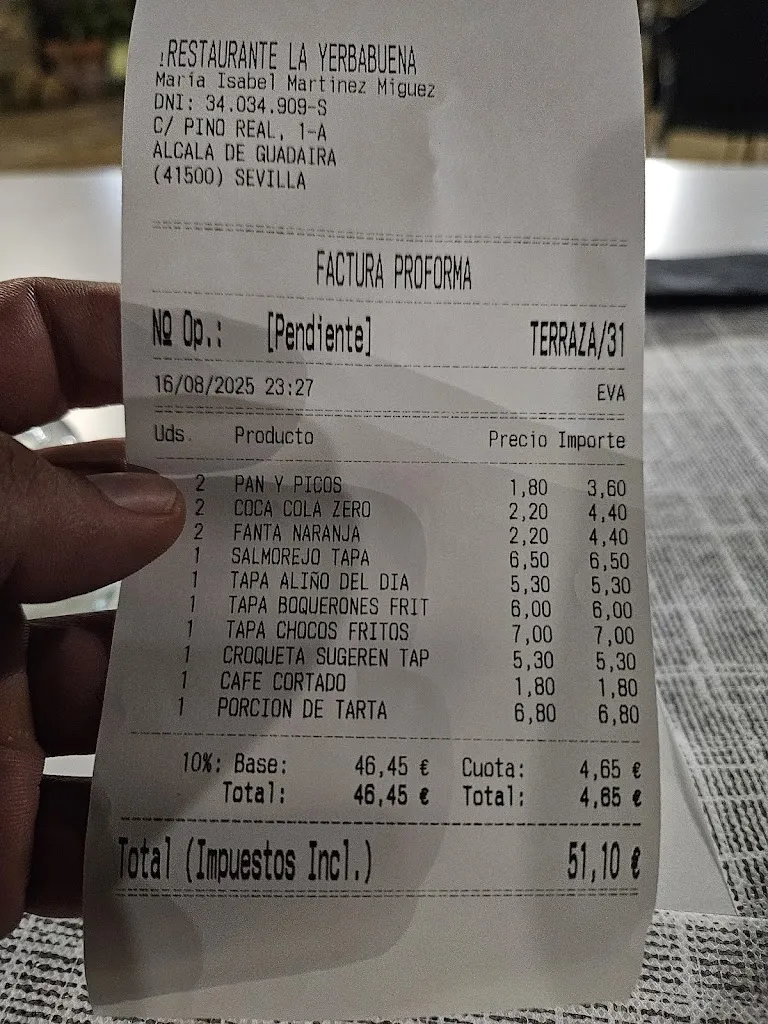 ¡RESTAURANTE LA YERBABUENA
María Isabel Martinez Miguez
DNI: 34.034.909-S
C/ PINO REAL, 1-A
ALCALA DE GUADAIRA
(41500) SEVILLA
FACTURA PROFORMA
Nº Op.: [Pendiente] TERRAZA/31
16/08/2025 23:27 EVA
Uds. Producto Precio Importe
2 PAN Y PICOS 1,80 3,60
2 COCA COLA ZERO 2,20 4,40
2 FANTA NARANJA 2,20 4,40
1 SALMOREJO TAPA 6,50 6,50
1 TAPA ALIÑO DEL DIA 5,30 5,30
1 TAPA BOQUERONES FRIT 6,00 6,00
1 TAPA CHOCOS FRITOS 7,00 7,00
1 CROQUETA SUGEREN TAP 5,30 5,30
1 CAFE CORTADO 1,80 1,80
1 PORCION DE TARTA 6,80 6,80
10%: Base: 46,45 € Cuota: 4,65 €
Total: 46,45 € Total: 4,65 €
Total (Impuestos Incl.) 51,10 €